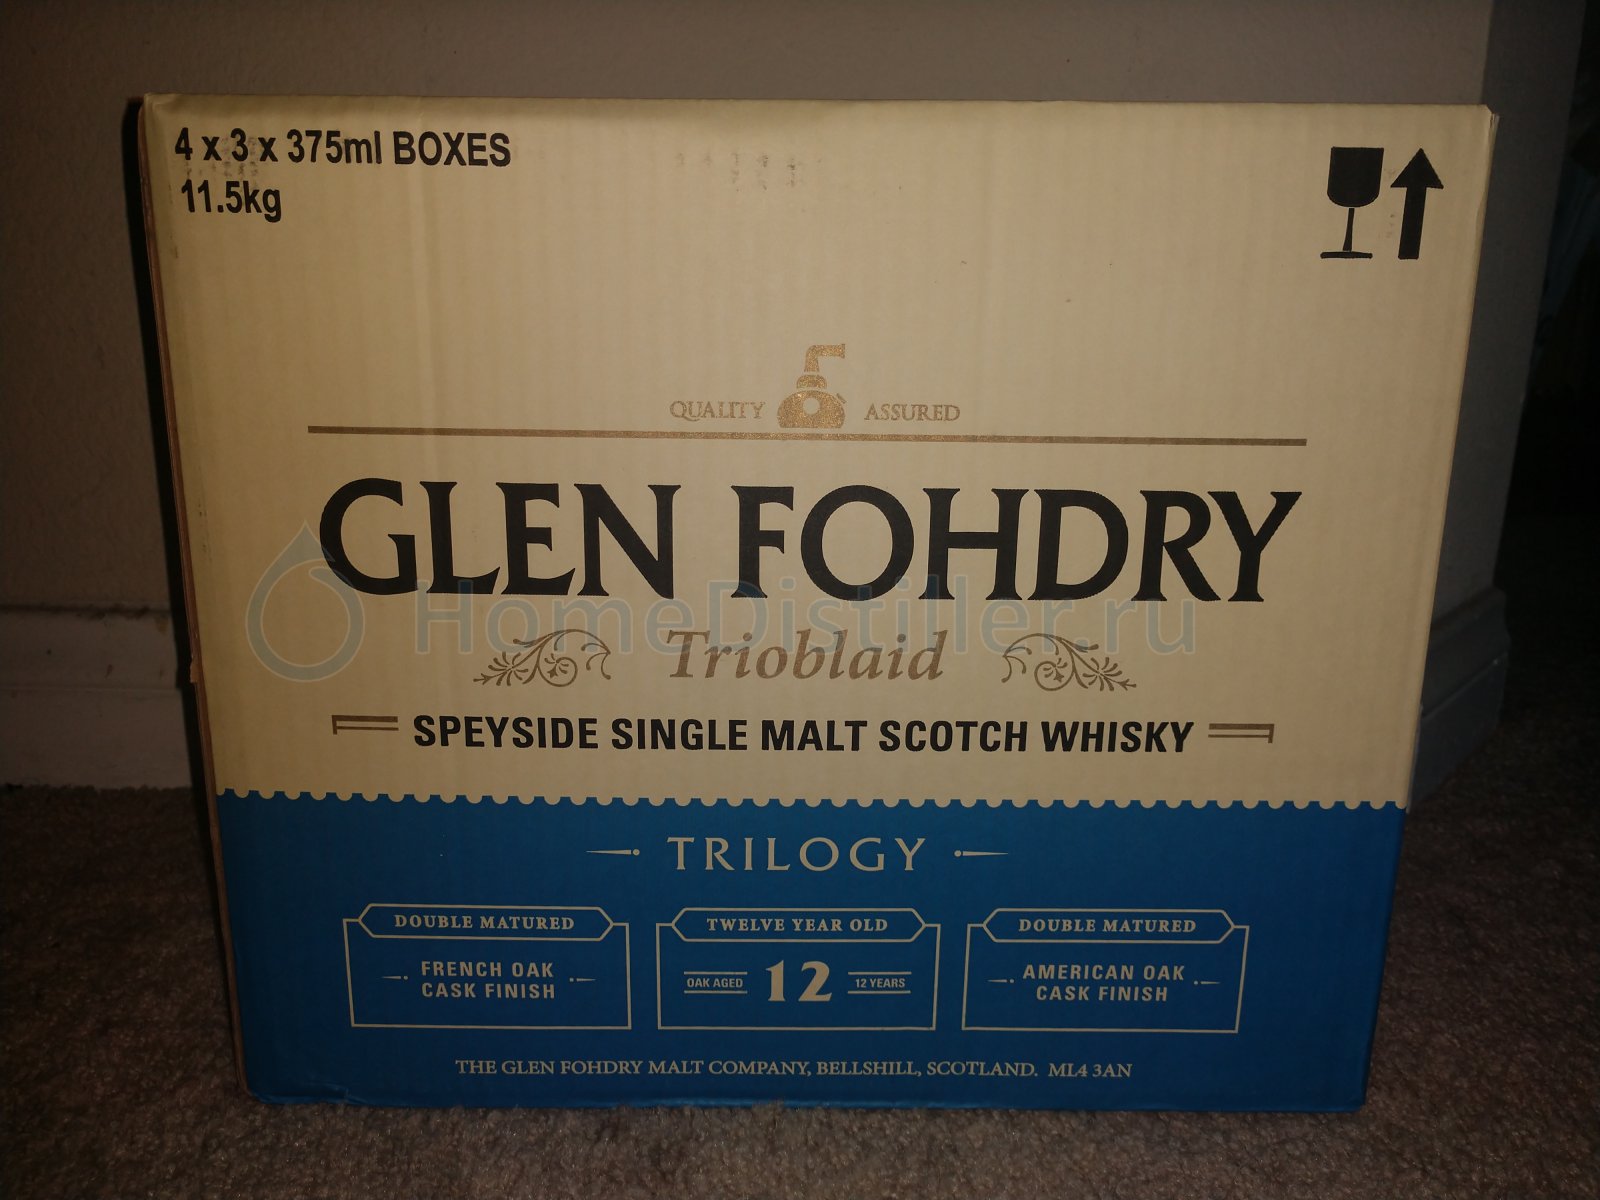 4 x 3 x 375ml BOXES
11.5kg
QUALITY ASSURED
GLEN FOHDRY
HomeDistiller.ru
Trioblaid
SPEYSIDE SINGLE MALT SCOTCH WHISKY
TRILOGY
DOUBLE MATURED
FRENCH OAK
CASK FINISH
TWELVE YEAR OLD
OAK AGED 12 12 YEARS
DOUBLE MATURED
AMERICAN OAK
CASK FINISH
THE GLEN FOHDRY MALT COMPANY, BELLSHILL, SCOTLAND. ML4 3AN